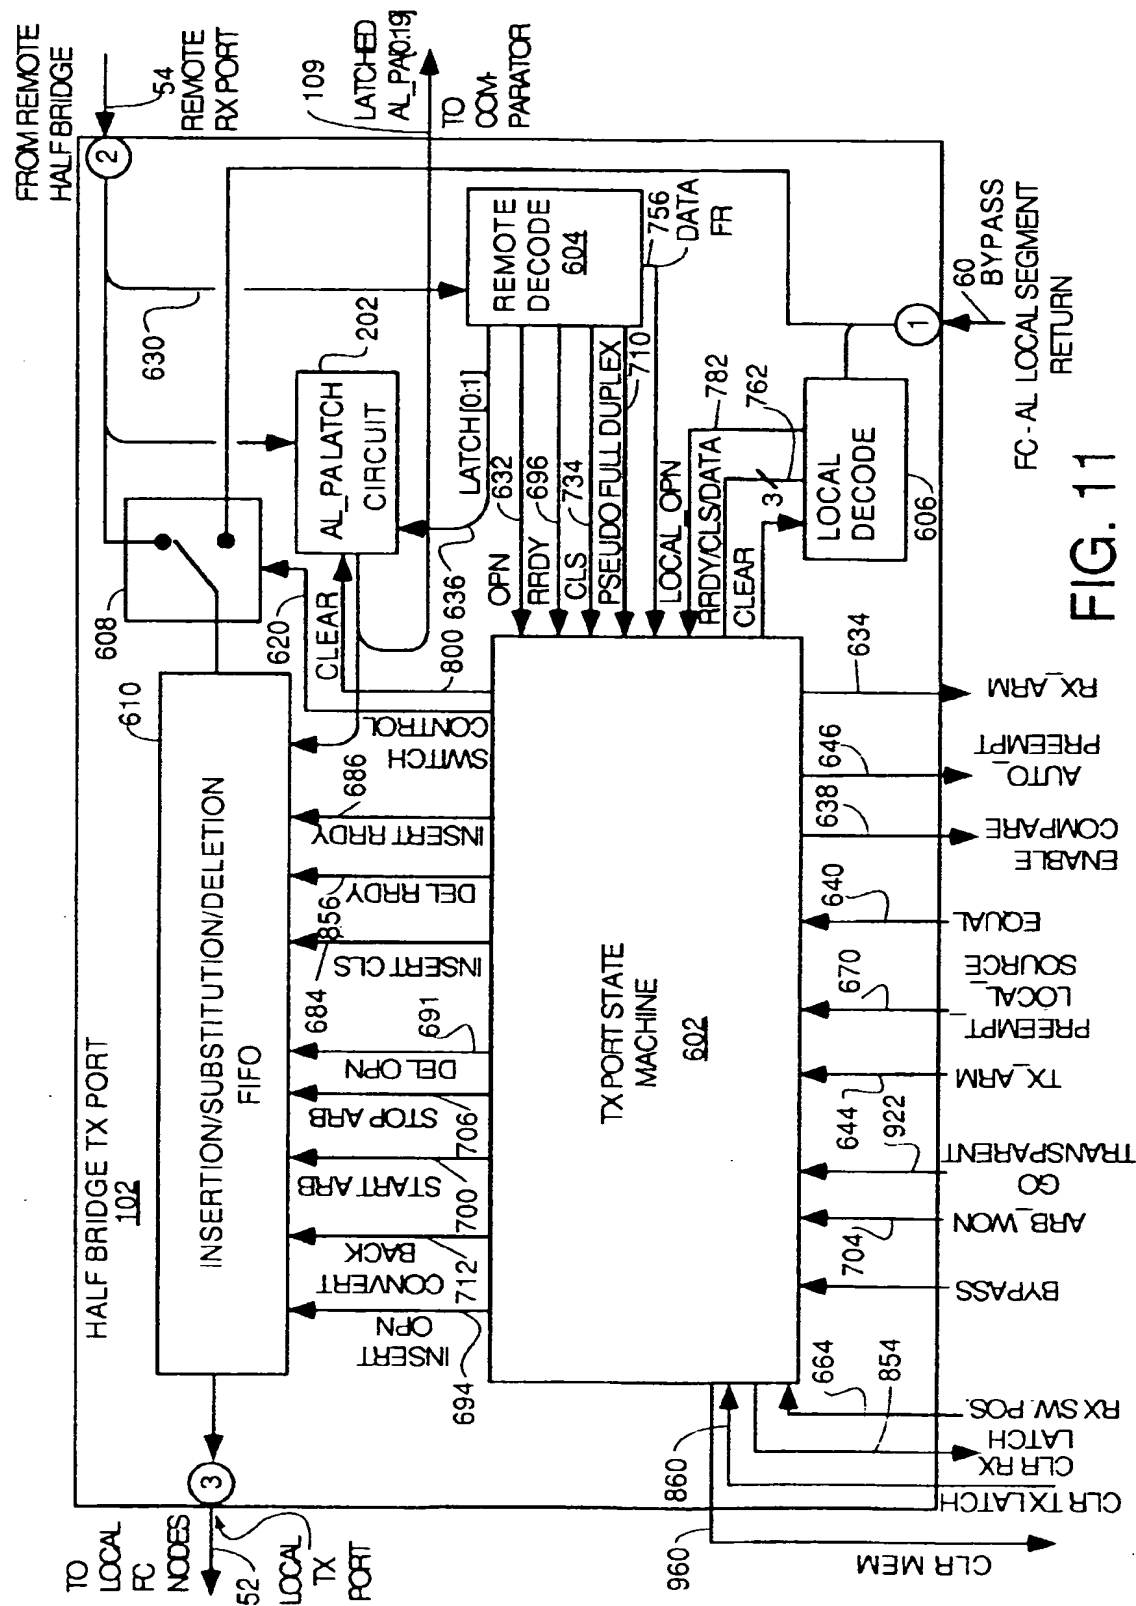 HALF BRIDGE TX PORT
102
TO
LOCAL
FC
NODES
52
LOCAL
TX
PORT
3
INSERTION/SUBSTITUTION/DELETION
FIFO
610
608
620
FROM REMOTE
HALF BRIDGE
54
REMOTE
RX PORT
2
630
109
LATCHED
AL_PA[0:19]
TO
COM-
PARATOR
AL_PA LATCH
CIRCUIT
202
CLEAR
800
636
LATCH [0:1]
REMOTE
DECODE
604
756
DATA
FR
OPN
632
RRDY
696
CLS
734
PSEUDO FULL DUPLEX
710
LOCAL OPN
782
RRDY/CLS/DATA
3
762
CLEAR
LOCAL
DECODE
606
1
60
BYPASS
FC - AL LOCAL SEGMENT
RETURN
INSERT
OPN
694
CONVERT
BACK
712
START ARB
700
STOP ARB
706
DEL OPN
691
INSERT CLS
684
DEL RRDY
856
INSERT RRDY
686
SWITCH
CONTROL
TX PORT STATE
MACHINE
602
960
CLR MEM
860
CLR TX LATCH
CLR RX
LATCH
854
RX SW. POS.
664
BYPASS
ARB_WON
704
GO
TRANSPARENT
922
TX_ARM
644
PREEMPT_
LOCAL_
SOURCE
670
EQUAL
640
ENABLE
COMPARE
638
AUTO_
PREEMPT
646
RX_ARM
634
FIG. 11